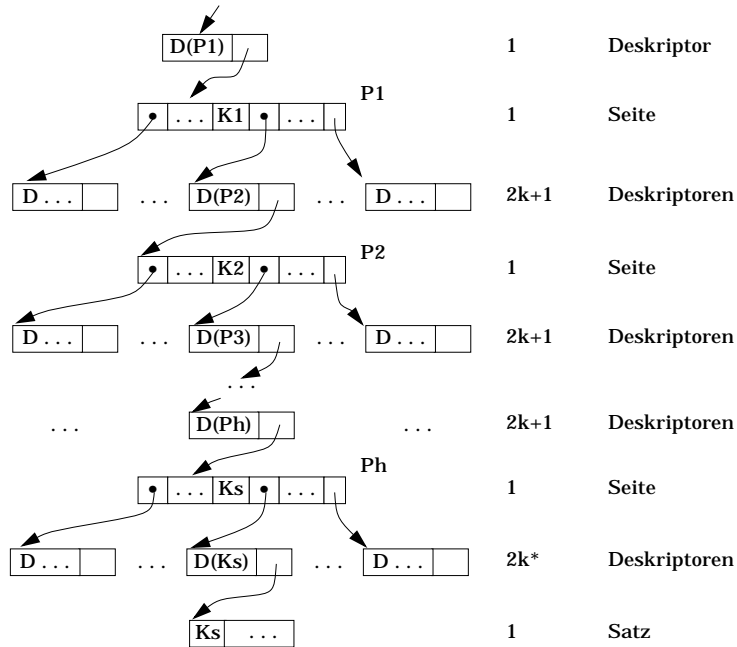 D(P1) 1 Deskriptor
P1
. . . K1 . . . 1 Seite
D . . . . . . D(P2) . . . D . . . 2k+1 Deskriptoren
P2
. . . K2 . . . 1 Seite
D . . . . . . D(P3) . . . D . . . 2k+1 Deskriptoren
. . .
. . . D(Ph) . . . 2k+1 Deskriptoren
Ph
. . . Ks . . . 1 Seite
D . . . . . . D(Ks) . . . D . . . 2k* Deskriptoren
Ks . . . 1 Satz